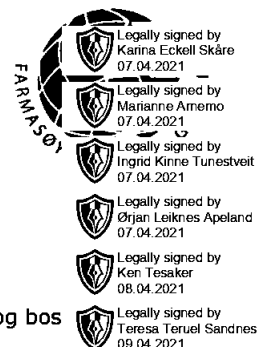 Legally signed by
Karina Eckell Skåre
07.04.2021
Legally signed by
Marianne Arnemo
07.04.2021
FARMASØY
Legally signed by
Ingrid Kinne Tunestveit
07.04.2021
Legally signed by
Ørjan Leiknes Apeland
07.04.2021
Legally signed by
Ken Tesaker
08.04.2021
og bos
Legally signed by
Teresa Teruel Sandnes
09.04.2021